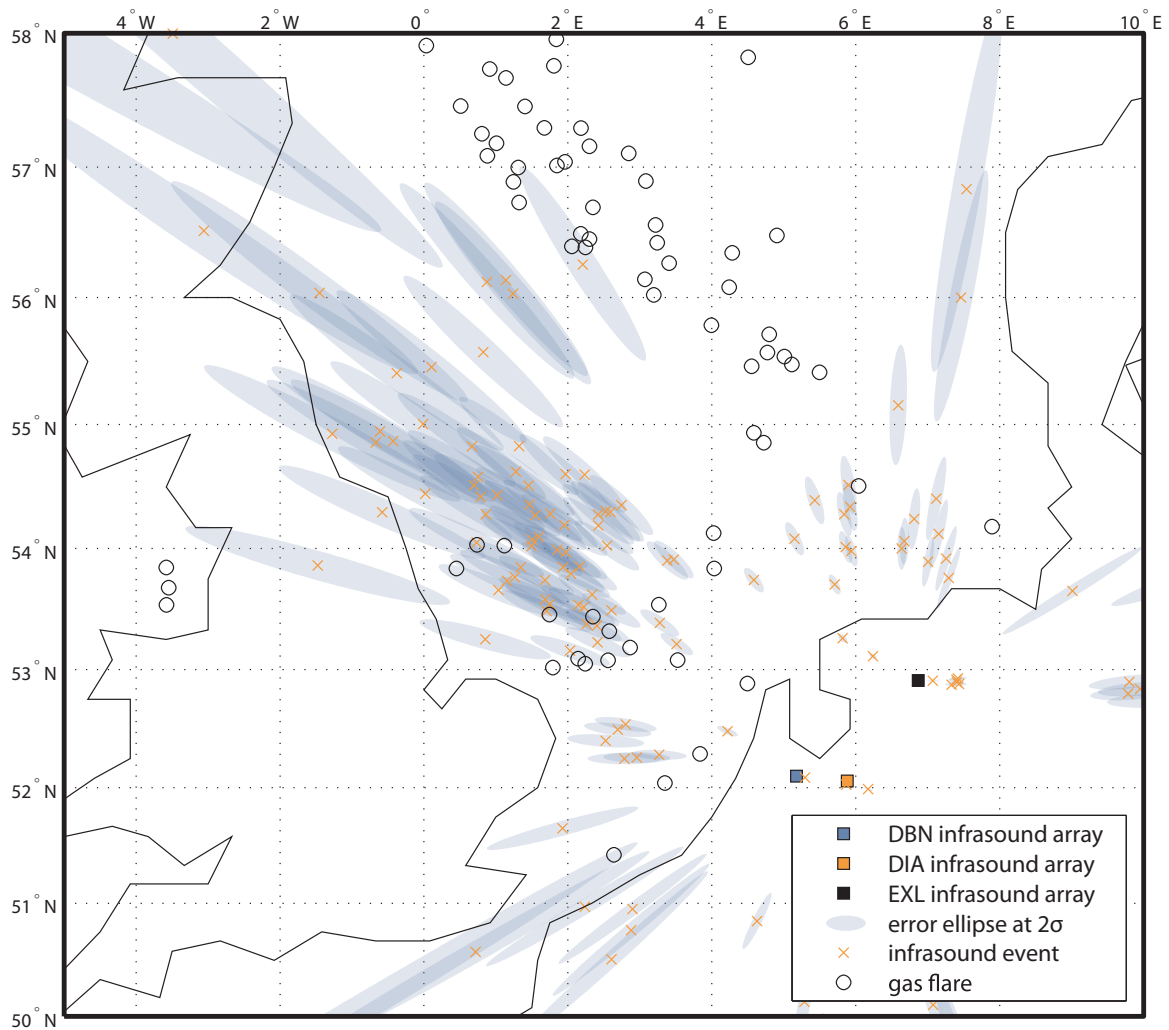 4° W 2° W 0° 2° E 4° E 6° E 8° E 10° E
58° N
57° N
56° N
55° N
54° N
53° N
52° N
51° N
50° N
DBN infrasound array
DIA infrasound array
EXL infrasound array
error ellipse at 2σ
infrasound event
gas flare